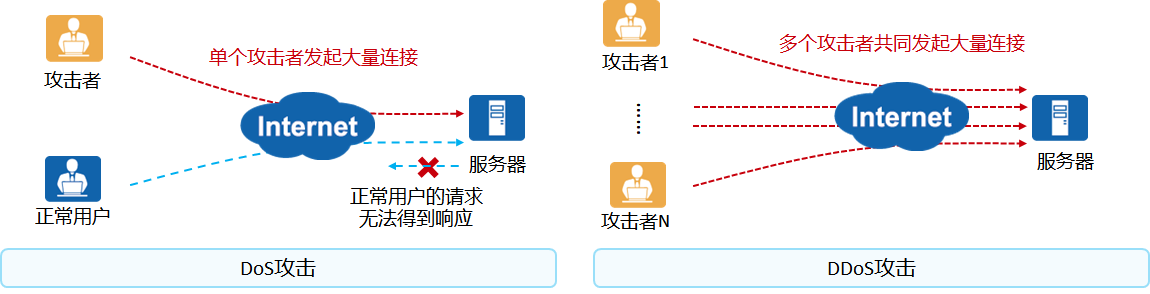 单个攻击者发起大量连接
攻击者
Internet
服务器
正常用户
正常用户的请求
无法得到响应
DoS攻击
多个攻击者共同发起大量连接
攻击者1
Internet
服务器
攻击者N
DDoS攻击